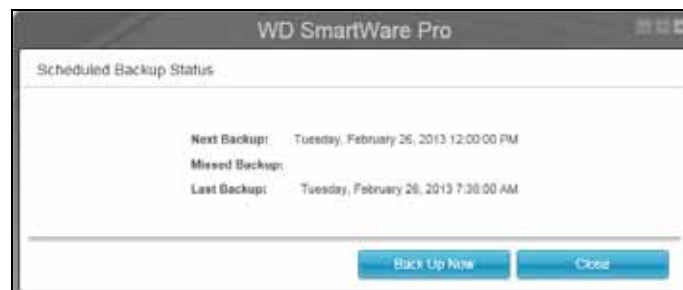 WD SmartWare Pro
Scheduled Backup Status
Next Backup: Tuesday, February 26, 2013 12:00:00 PM
Missed Backup:
Last Backup: Tuesday, February 26, 2013 7:36:00 AM
Back Up Now Close